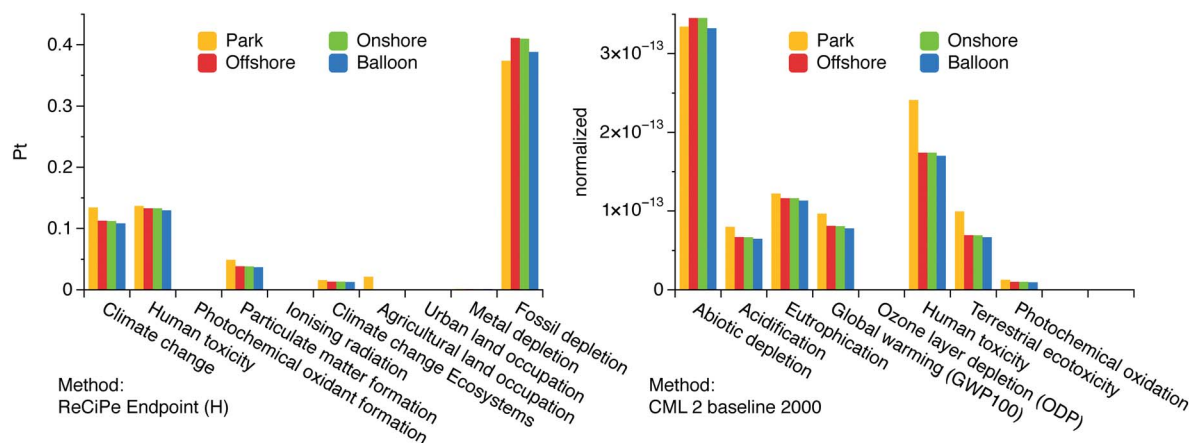 0.4
0.3
0.2
0.1
0
Pt
Park
Offshore
Onshore
Balloon
Climate change
Human toxicity
Photochemical oxidant formation
Particulate matter formation
Ionising radiation
Climate change Ecosystems
Agricultural land occupation
Urban land occupation
Metal depletion
Fossil depletion
Method:
ReCiPe Endpoint (H)
3×10⁻¹³
2×10⁻¹³
1×10⁻¹³
0
normalized
Park
Offshore
Onshore
Balloon
Abiotic depletion
Acidification
Eutrophication
Global warming (GWP100)
Ozone layer depletion (ODP)
Human toxicity
Terrestrial ecotoxicity
Photochemical oxidation
Method:
CML 2 baseline 2000